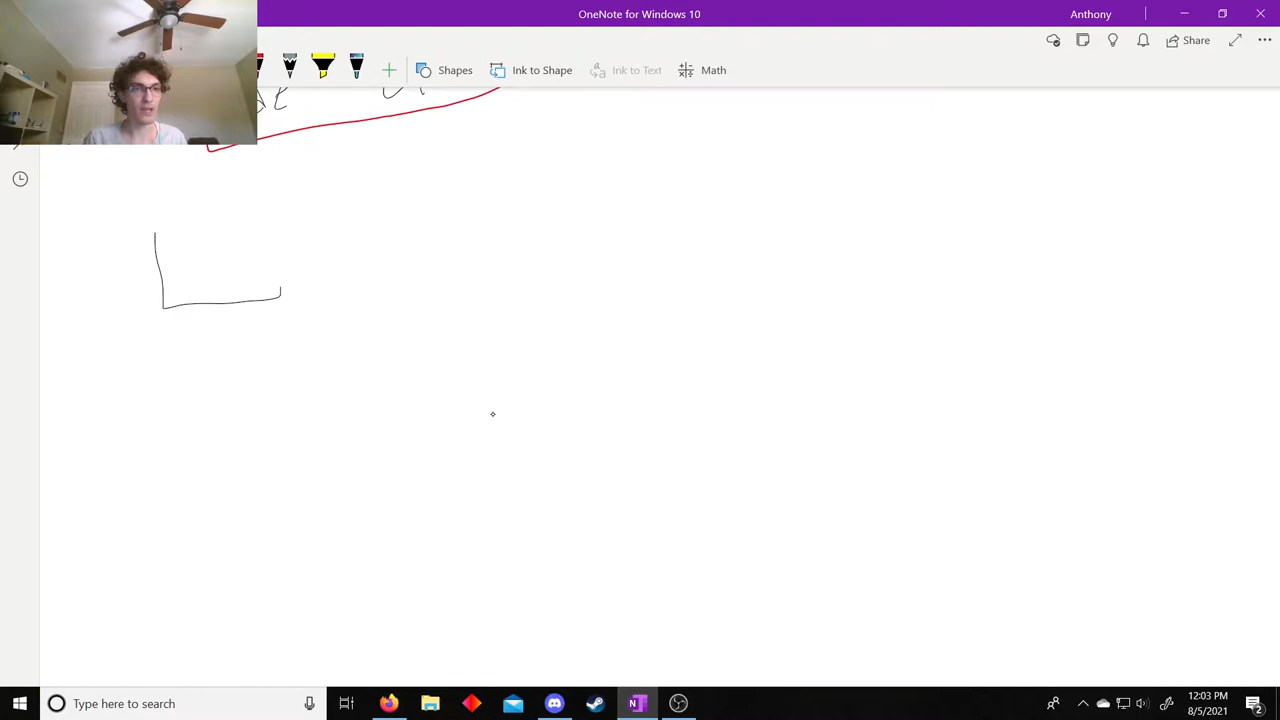 OneNote for Windows 10
Anthony
Share
Shapes
Ink to Shape
Ink to Text
Math
Type here to search
N
12:03 PM
8/5/2021
2